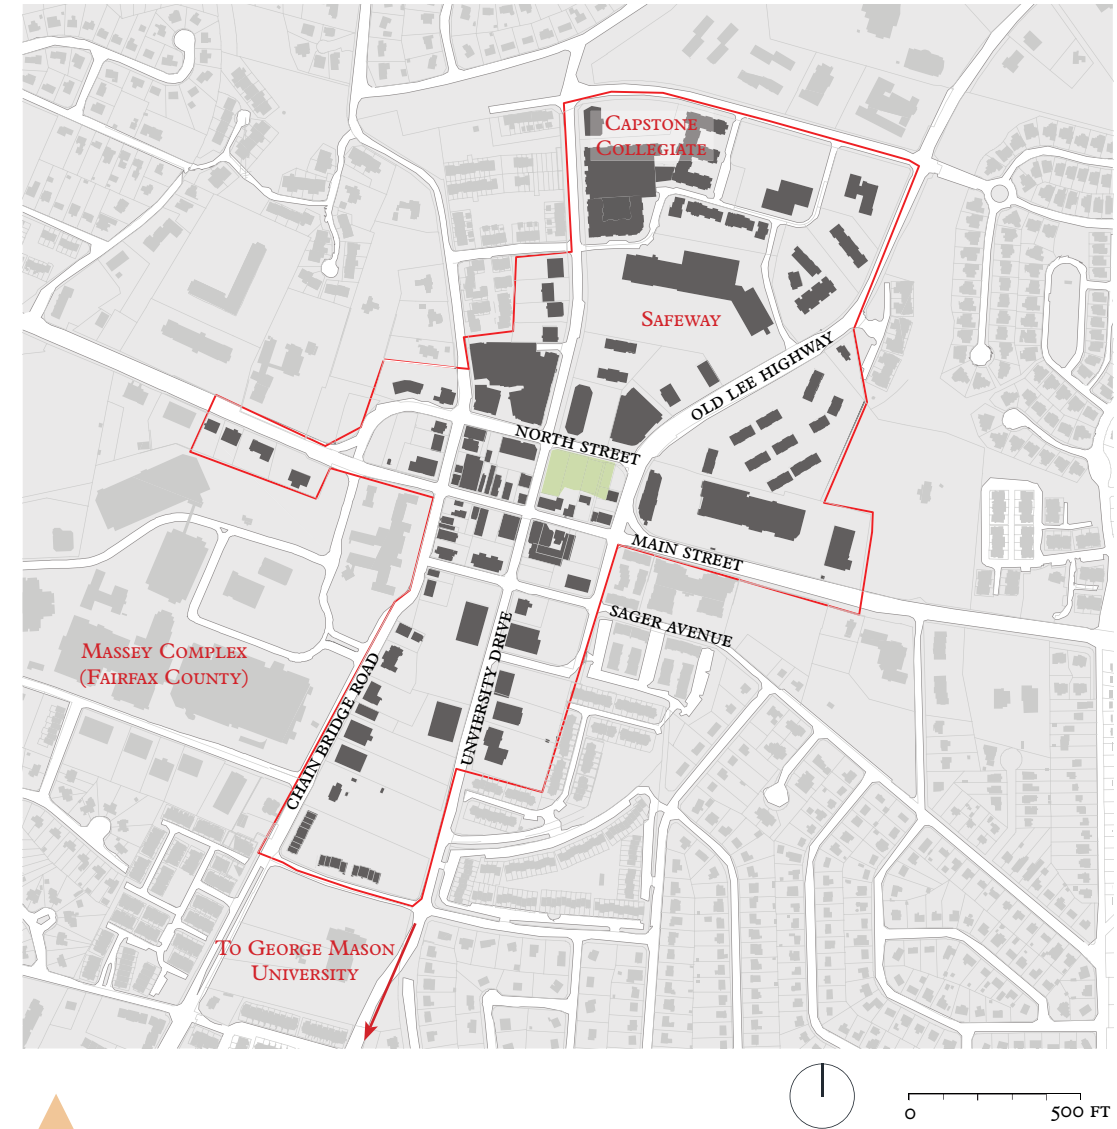 CAPSTONE
COLLEGIATE
SAFEWAY
OLD LEE HIGHWAY
NORTH STREET
MAIN STREET
SAGER AVENUE
MASSEY COMPLEX
(FAIRFAX COUNTY)
UNVIERSITY DRIVE
CHAIN BRIDGE ROAD
TO GEORGE MASON
UNIVERSITY
0 500 FT